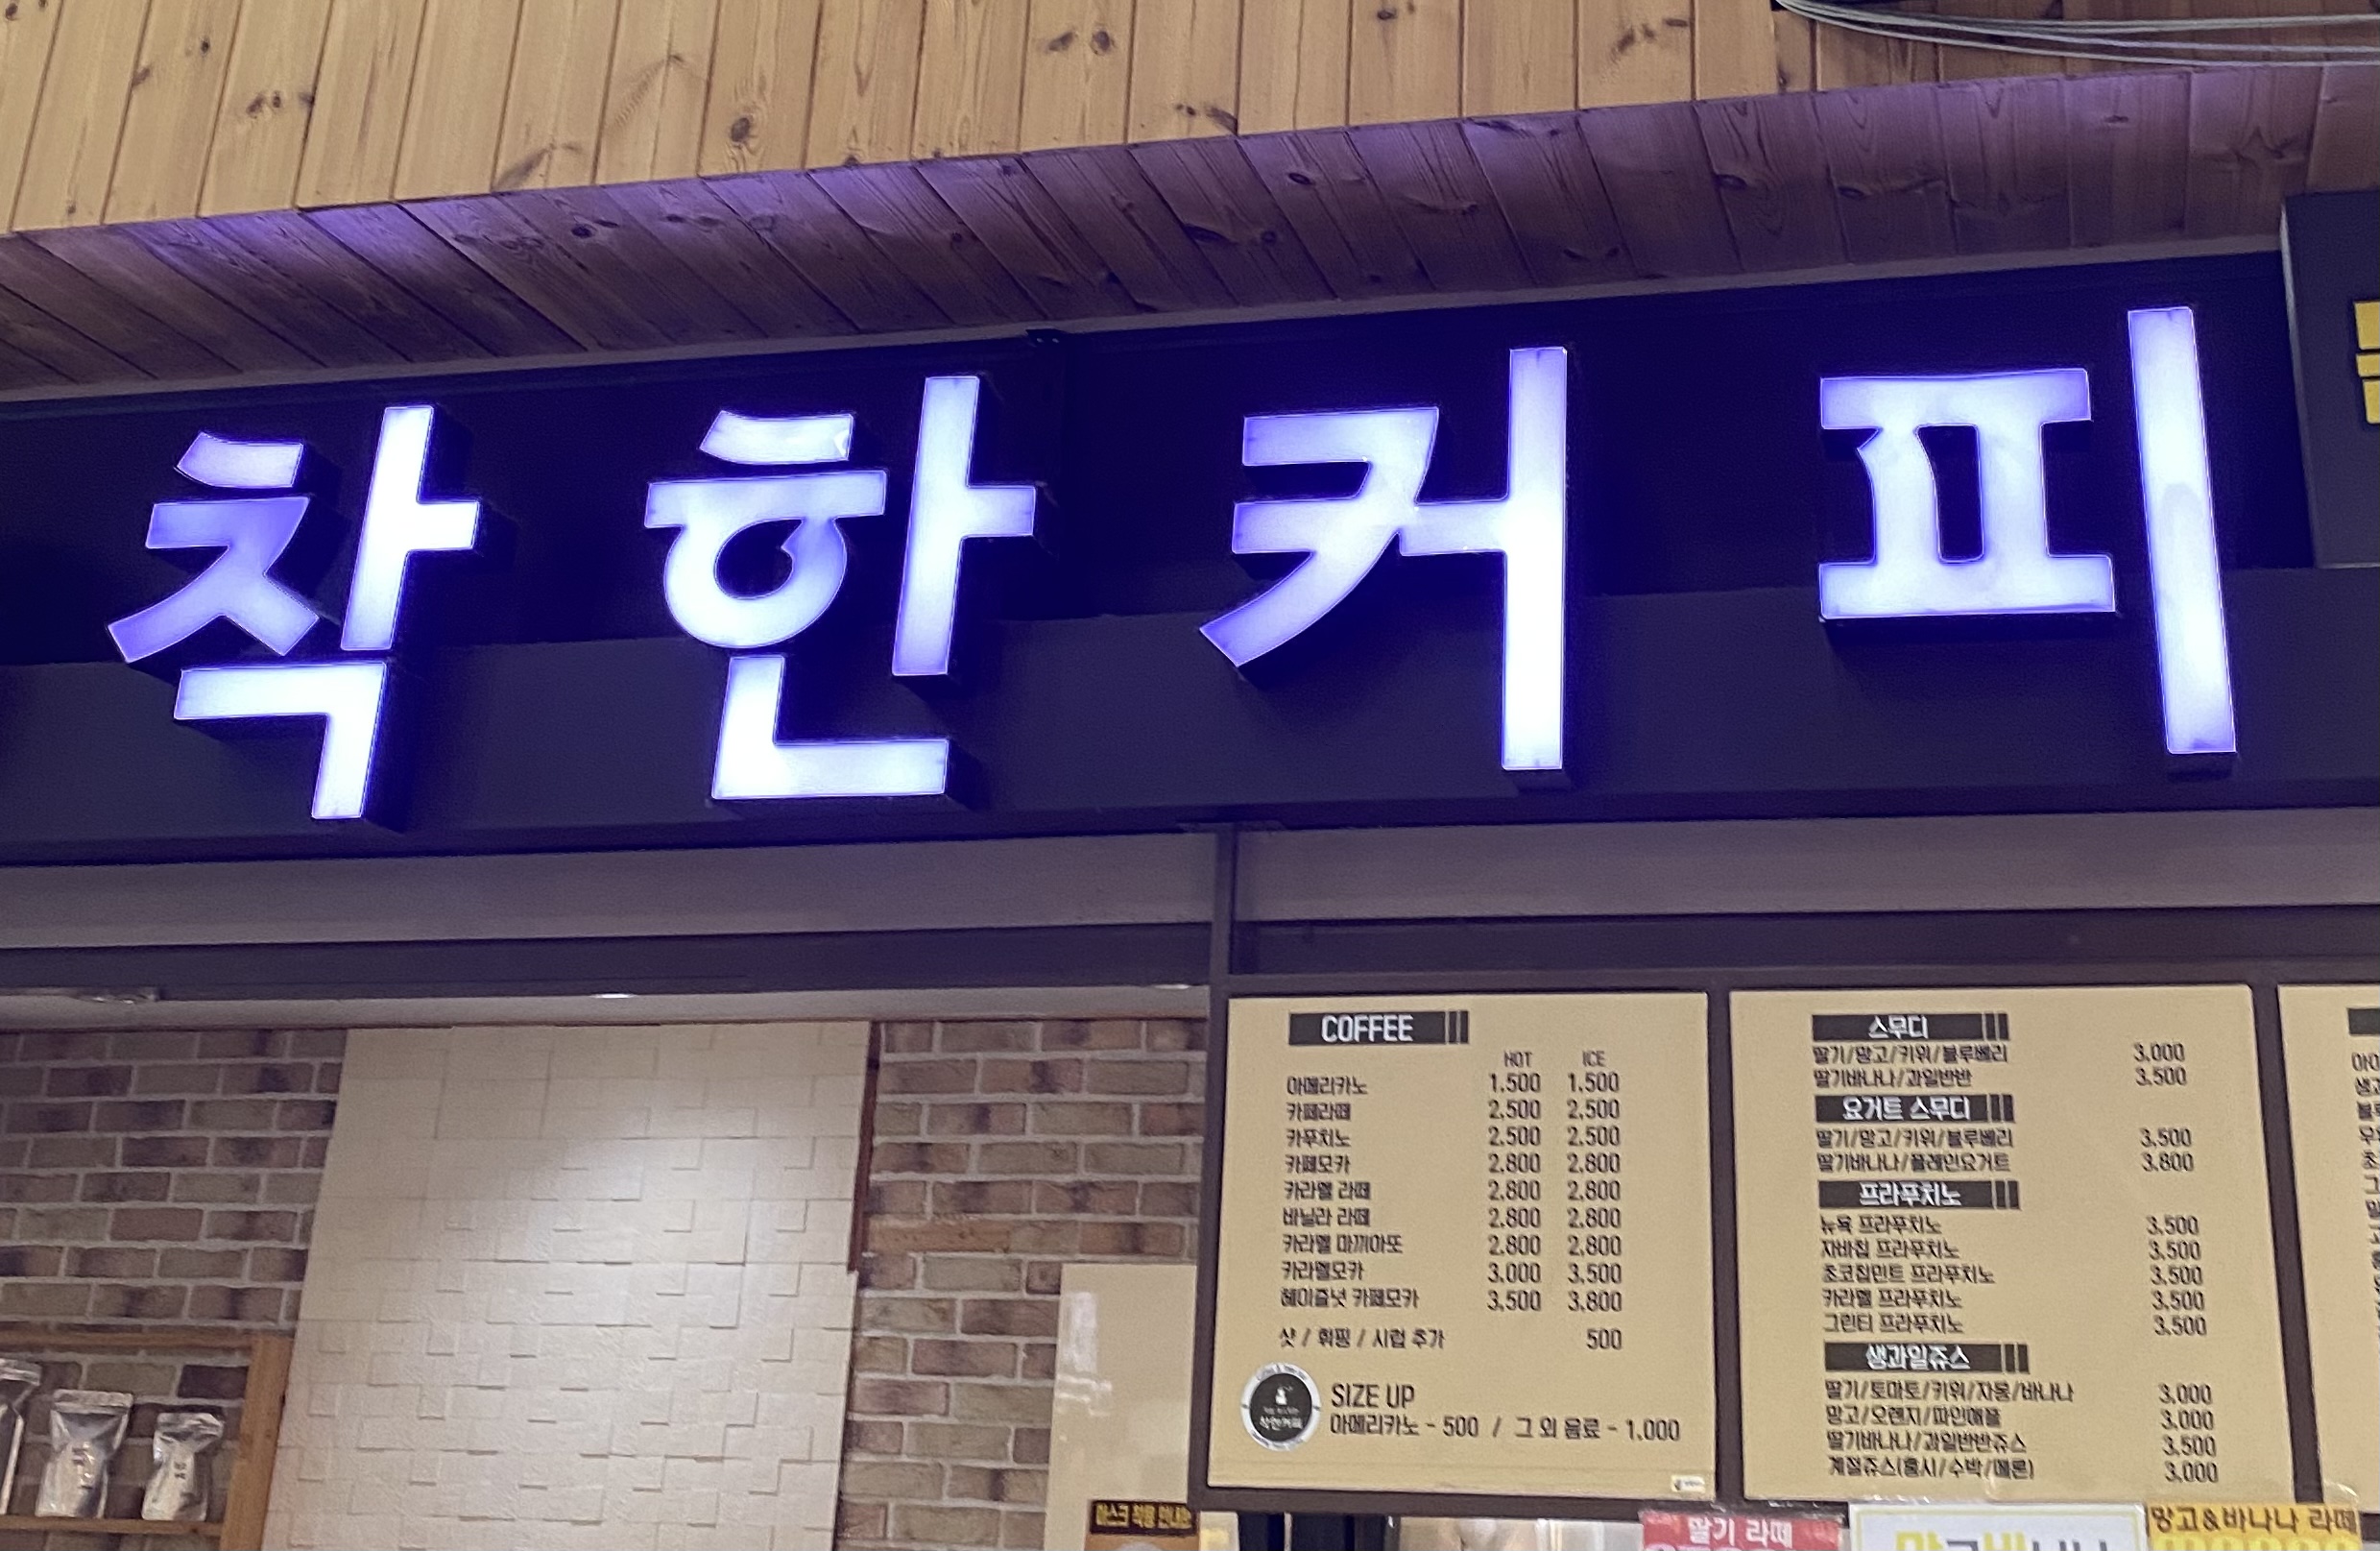 착한커피
COFFEE
HOT ICE
아메리카노 1,500 1,500
카페라떼 2,500 2,500
카푸치노 2,500 2,500
카페모카 2,800 2,800
카라멜 라떼 2,800 2,800
바닐라 라떼 2,800 2,800
카라멜 마끼아또 2,800 2,800
카라멜모카 3,000 3,500
헤이즐넛 카페모카 3,500 3,800
샷 / 휘핑 / 시럽 추가 500
착한커피
SIZE UP
아메리카노 - 500 / 그 외 음료 - 1,000
스무디
딸기/망고/키위/블루베리 3,000
딸기바나나/과일반반 3,500
요거트 스무디
딸기/망고/키위/블루베리 3,500
딸기바나나/플레인요거트 3,800
프라푸치노
뉴욕 프라푸치노 3,500
자바칩 프라푸치노 3,500
초코칩민트 프라푸치노 3,500
카라멜 프라푸치노 3,500
그린티 프라푸치노 3,500
생과일쥬스
딸기/토마토/키위/자몽/바나나 3,000
망고/오렌지/파인애플 3,000
딸기바나나/과일반반쥬스 3,500
계절쥬스(홍시/수박/메론) 3,000
마스크 착용 안내문
딸기 라떼
망고&바나나 라떼